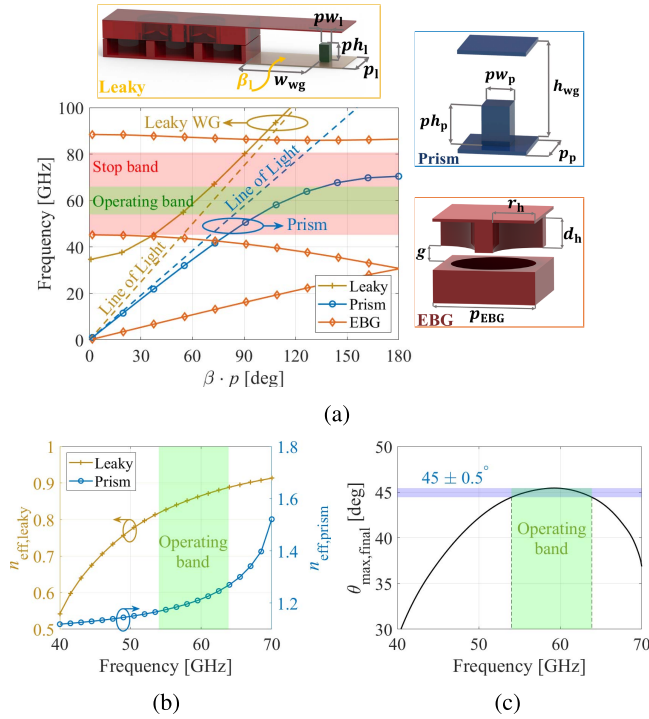 pw_l
ph_l
p_l
Leaky
β_l
w_wg
pw_p
h_wg
ph_p
p_p
Prism
r_h
d_h
g
p_EBG
EBG
100
80
60
40
20
0
Frequency [GHz]
Leaky WG
Stop band
Operating band
Line of Light
Line of Light
Prism
Leaky
Prism
EBG
0
30
60
90
120
150
180
β · p [deg]
(a)
1
0.9
0.8
0.7
0.6
0.5
n_eff,leaky
Leaky
Prism
Operating
band
1.8
1.6
1.4
1.2
n_eff,prism
40
50
60
70
Frequency [GHz]
(b)
50
45
40
35
30
θ_max,final [deg]
45 ± 0.5°
Operating
band
40
50
60
70
Frequency [GHz]
(c)